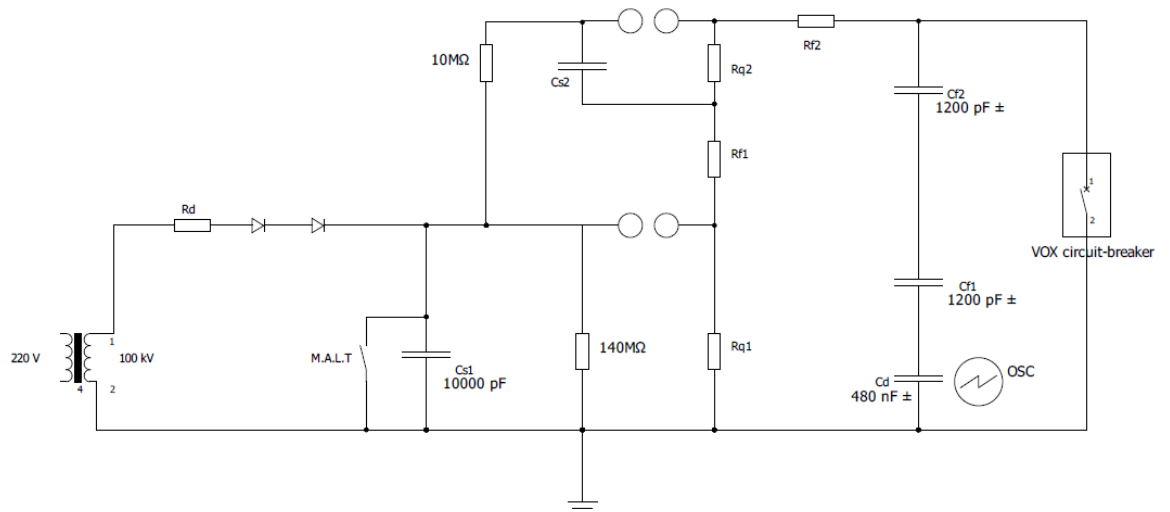 10MΩ
Cs2
Rq2
Rf2
Cf2
1200 pF ±
Rf1
Rd
1
2
VOX circuit-breaker
Cf1
1200 pF ±
220 V
1
100 kV
4
2
M.A.L.T
Cs1
10000 pF
140MΩ
Rq1
Cd
480 nF ±
OSC